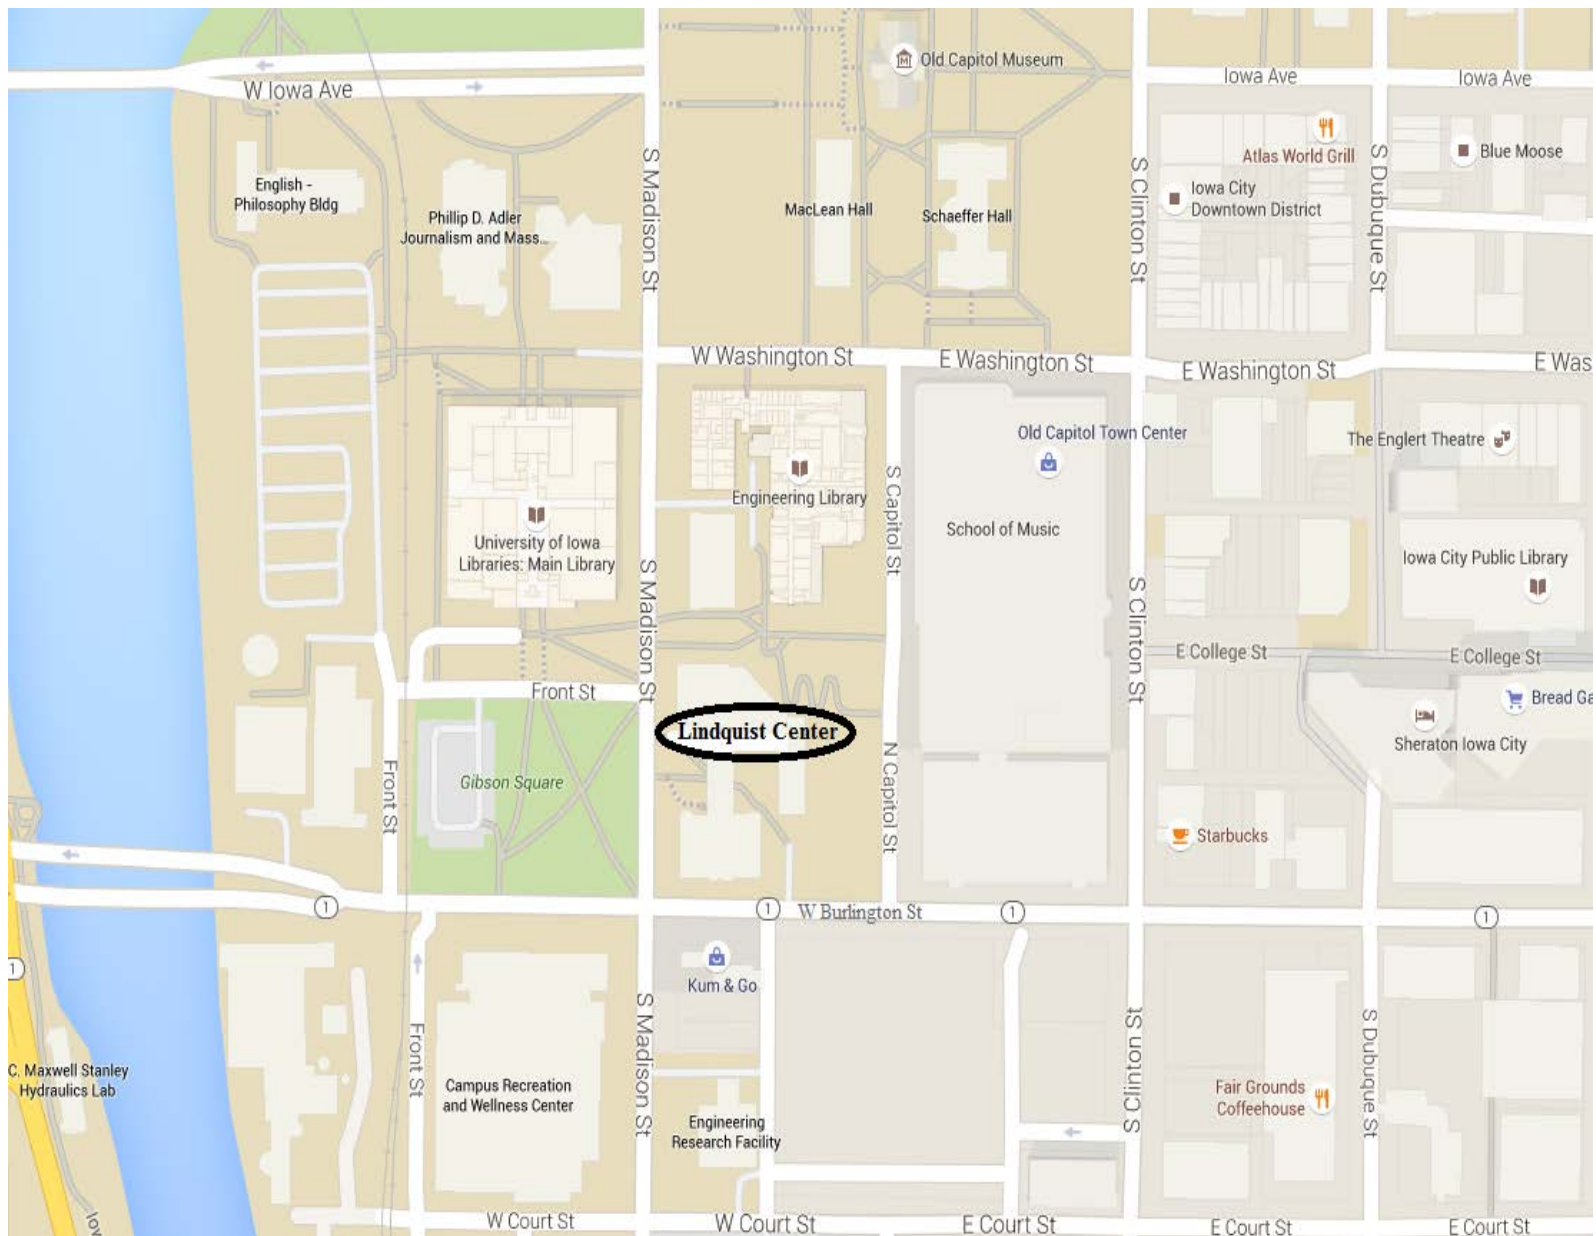 W Iowa Ave
Old Capitol Museum
Iowa Ave
Iowa Ave
Atlas World Grill
Blue Moose
English -
Philosophy Bldg
Phillip D. Adler
Journalism and Mass...
S Madison St
MacLean Hall
Schaeffer Hall
S Clinton St
Iowa City
Downtown District
S Dubuque St
W Washington St
E Washington St
E Washington St
E Was
Old Capitol Town Center
The Englert Theatre
Engineering Library
S Capitol St
School of Music
University of Iowa
Libraries: Main Library
Iowa City Public Library
S Madison St
S Clinton St
E College St
E College St
Front St
Lindquist Center
Bread Ga
Sheraton Iowa City
Gibson Square
Front St
N Capitol St
Starbucks
1
1
W Burlington St
1
1
1
Kum & Go
S Madison St
Front St
S Clinton St
S Dubuque St
C. Maxwell Stanley
Hydraulics Lab
Campus Recreation
and Wellness Center
Engineering
Research Facility
Fair Grounds
Coffeehouse
Iow
W Court St
W Court St
E Court St
E Court St
E Court St